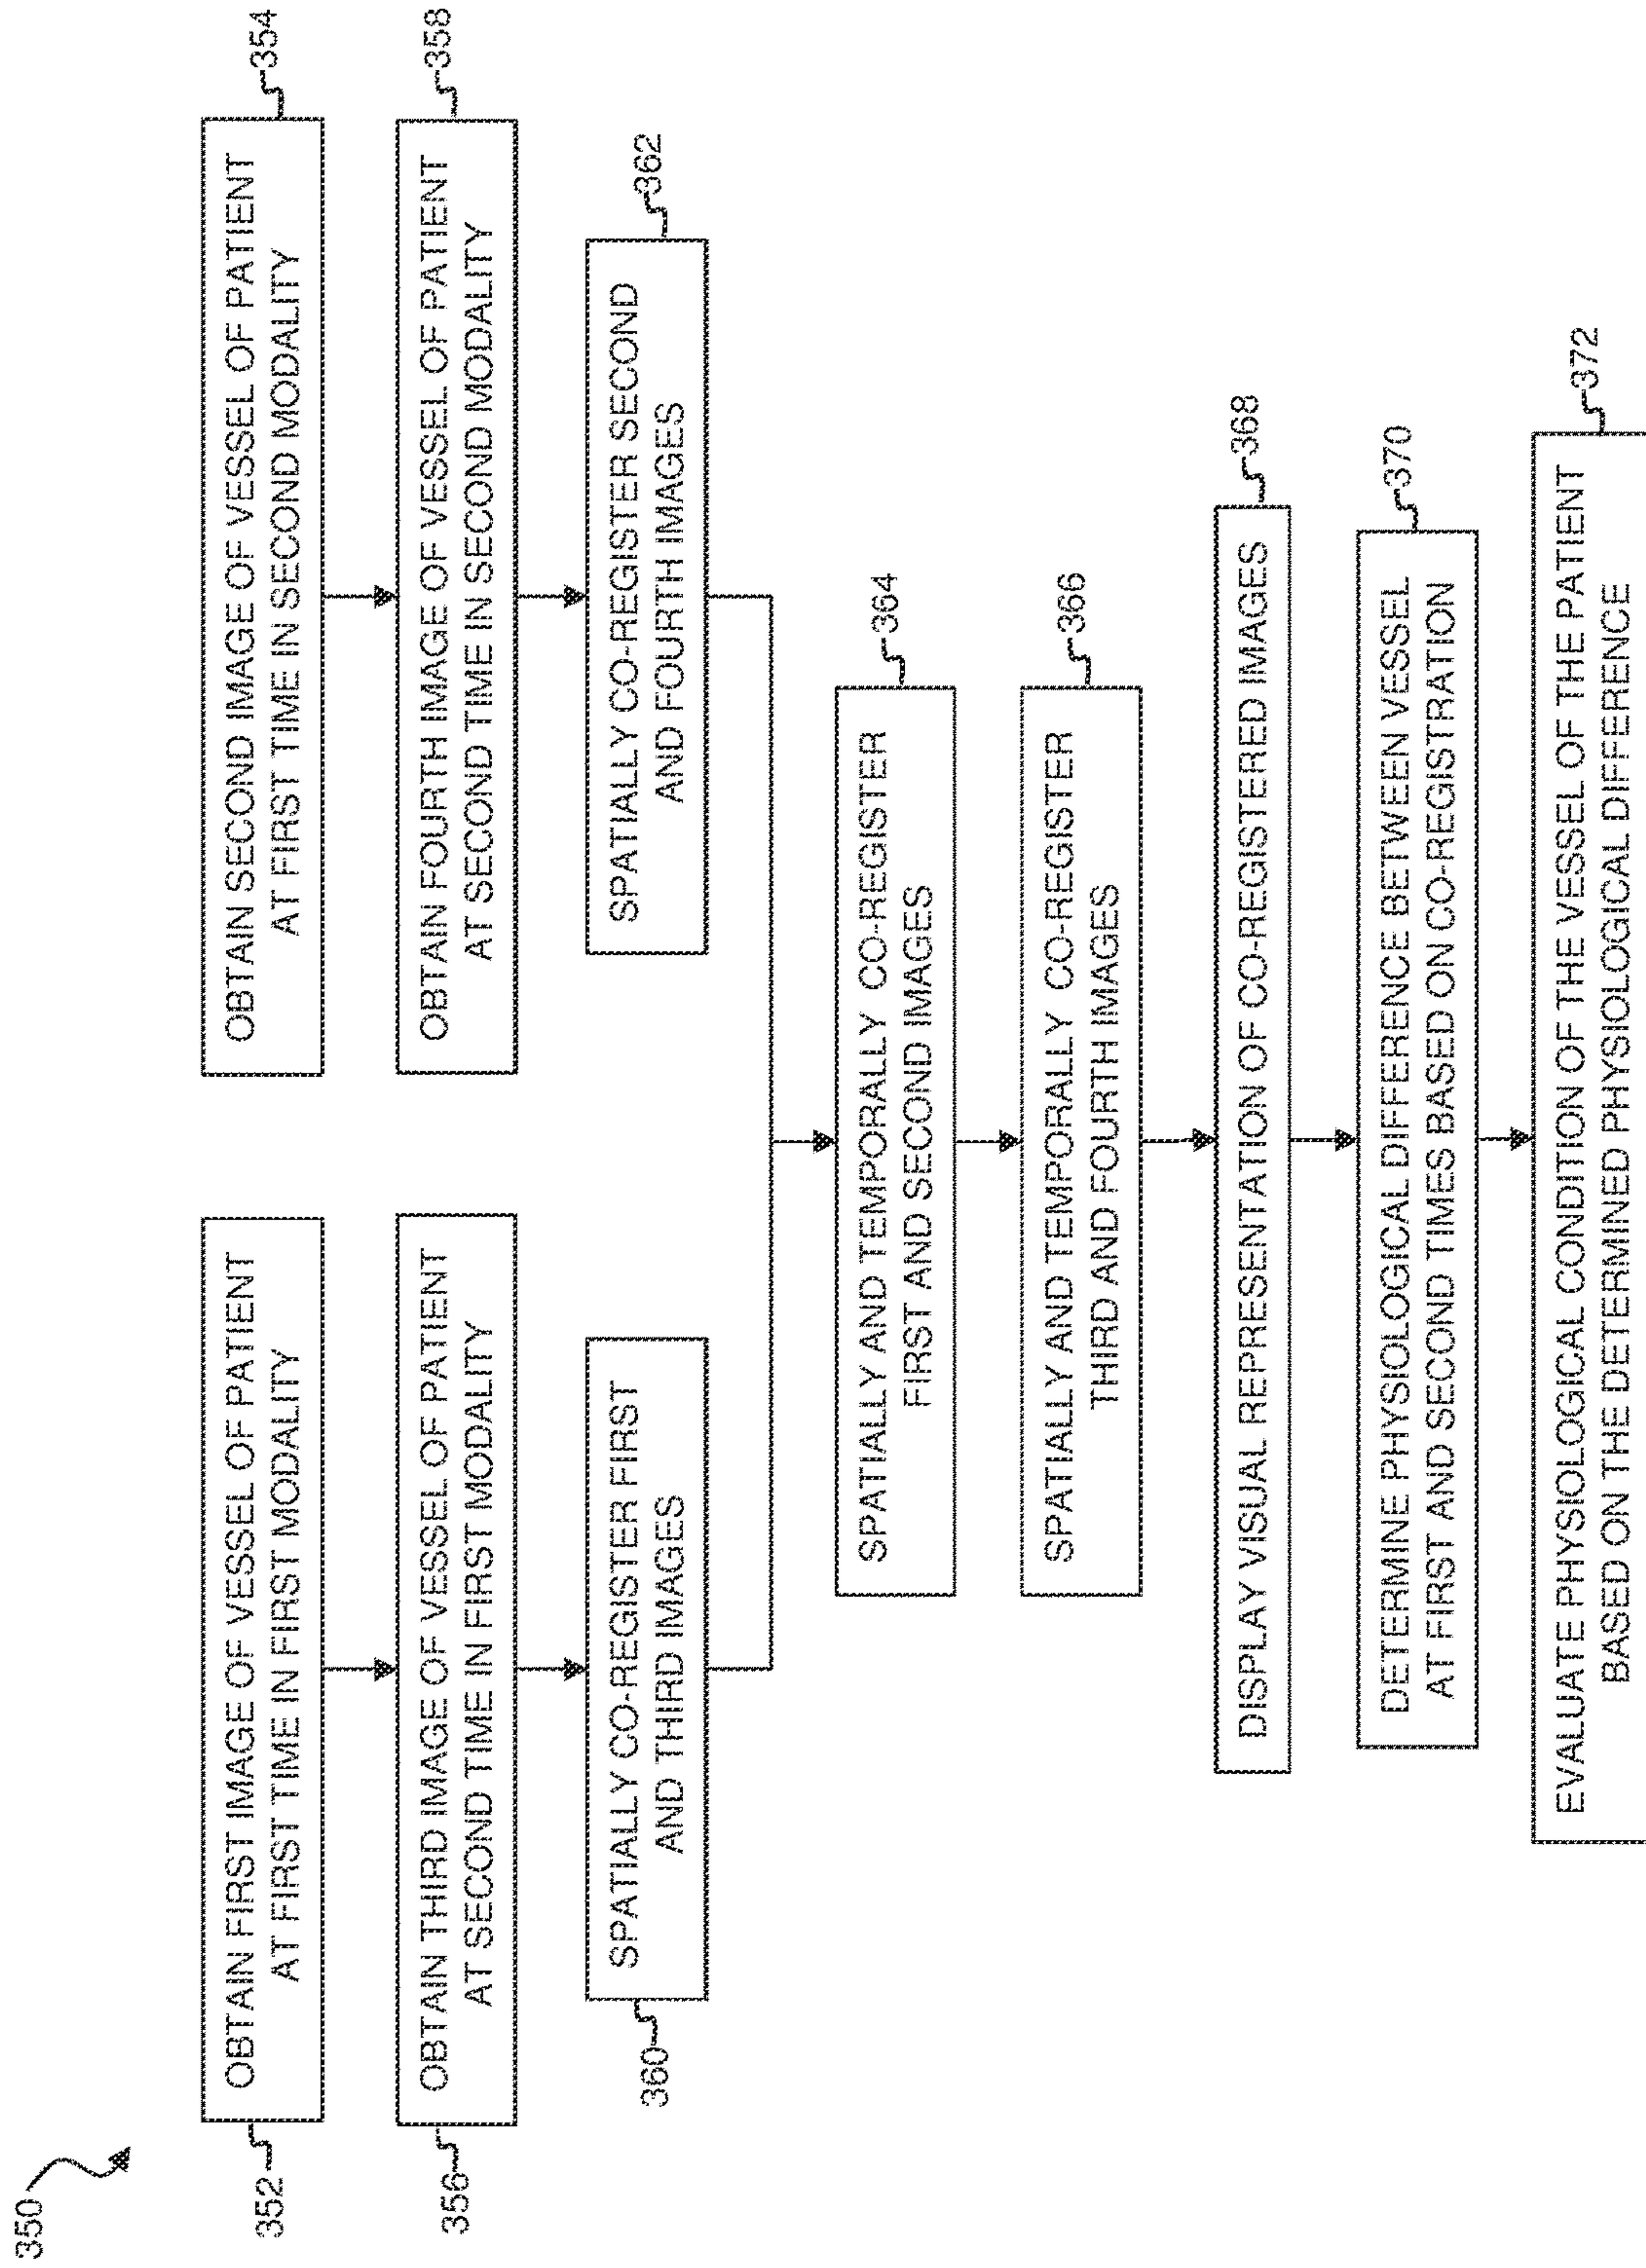 350
352
OBTAIN FIRST IMAGE OF VESSEL OF PATIENT
AT FIRST TIME IN FIRST MODALITY
OBTAIN SECOND IMAGE OF VESSEL OF PATIENT
AT FIRST TIME IN SECOND MODALITY
354
356
OBTAIN THIRD IMAGE OF VESSEL OF PATIENT
AT SECOND TIME IN FIRST MODALITY
OBTAIN FOURTH IMAGE OF VESSEL OF PATIENT
AT SECOND TIME IN SECOND MODALITY
358
360
SPATIALLY CO-REGISTER FIRST
AND THIRD IMAGES
SPATIALLY CO-REGISTER SECOND
AND FOURTH IMAGES
362
SPATIALLY AND TEMPORALLY CO-REGISTER
FIRST AND SECOND IMAGES
364
SPATIALLY AND TEMPORALLY CO-REGISTER
THIRD AND FOURTH IMAGES
366
DISPLAY VISUAL REPRESENTATION OF CO-REGISTERED IMAGES
368
DETERMINE PHYSIOLOGICAL DIFFERENCE BETWEEN VESSEL
AT FIRST AND SECOND TIMES BASED ON CO-REGISTRATION
370
EVALUATE PHYSIOLOGICAL CONDITION OF THE VESSEL OF THE PATIENT
BASED ON THE DETERMINED PHYSIOLOGICAL DIFFERENCE
372